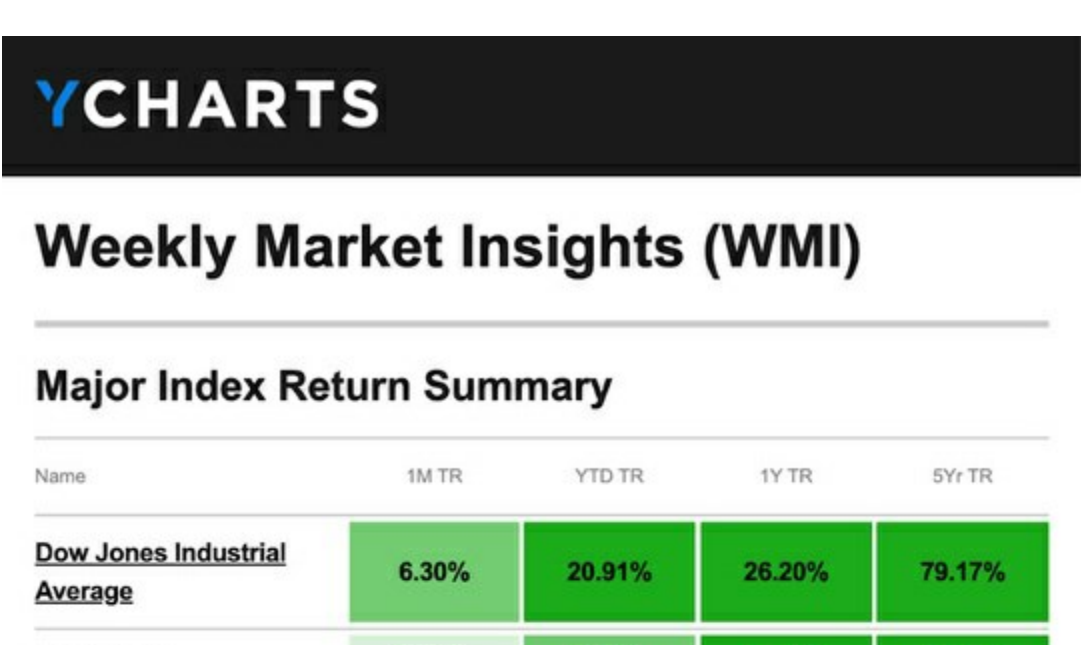 YCHARTS
Weekly Market Insights (WMI)
Major Index Return Summary
Name 1M TR YTD TR 1Y TR 5Yr TR
Dow Jones Industrial
Average 6.30% 20.91% 26.20% 79.17%